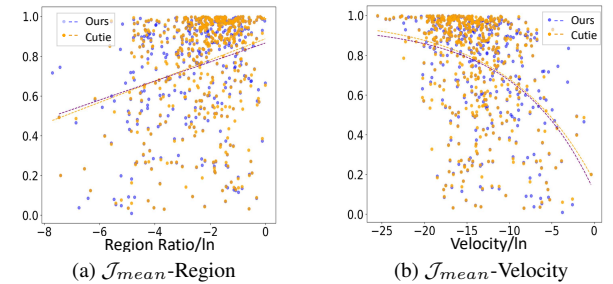 1.0
0.8
0.6
0.4
0.2
0.0
Ours
Cutie
−8 −6 −4 −2 0
Region Ratio/ln
(a) 𝒥mean-Region
1.0
0.8
0.6
0.4
0.2
0.0
Ours
Cutie
−25 −20 −15 −10 −5 0
Velocity/ln
(b) 𝒥mean-Velocity